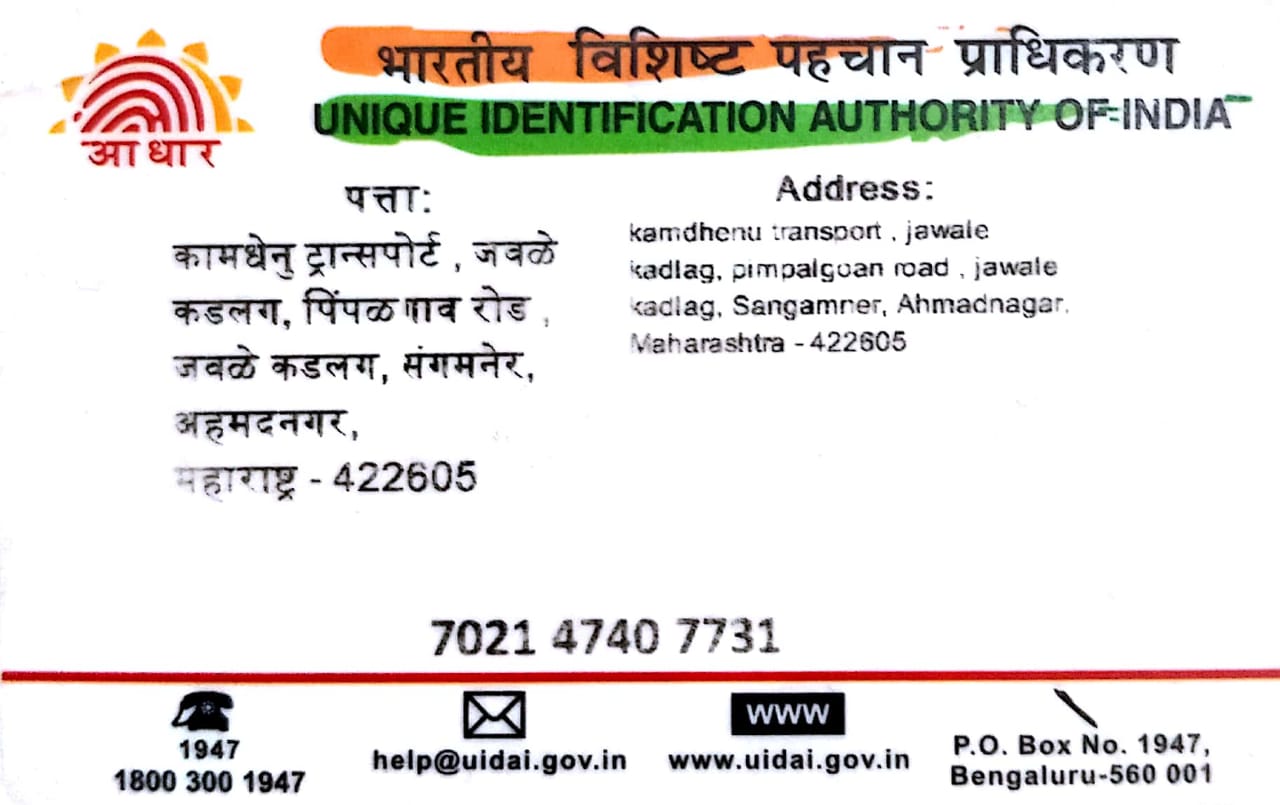 भारतीय विशिष्ट पहचान प्राधिकरण
UNIQUE IDENTIFICATION AUTHORITY OF INDIA
आधार
पत्ता:
कामधेनु ट्रान्सपोर्ट , जवळे
कडलग, पिंपळगाव रोड ,
जवळे कडलग, संगमनेर,
अहमदनगर,
महाराष्ट्र - 422605
Address:
kamdhenu transport , jawale
kadlag, pimpalgoan road , jawale
kadlag, Sangamner, Ahmadnagar,
Maharashtra - 422605
7021 4740 7731
1947
1800 300 1947
help@uidai.gov.in
WWW
www.uidai.gov.in
P.O. Box No. 1947,
Bengaluru-560 001